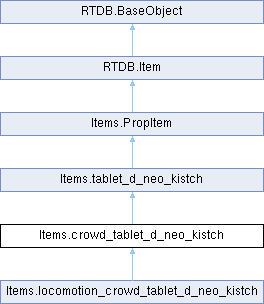 RTDB.BaseObject
RTDB.Item
Items.PropItem
Items.tablet_d_neo_kistch
Items.crowd_tablet_d_neo_kistch
Items.locomotion_crowd_tablet_d_neo_kistch